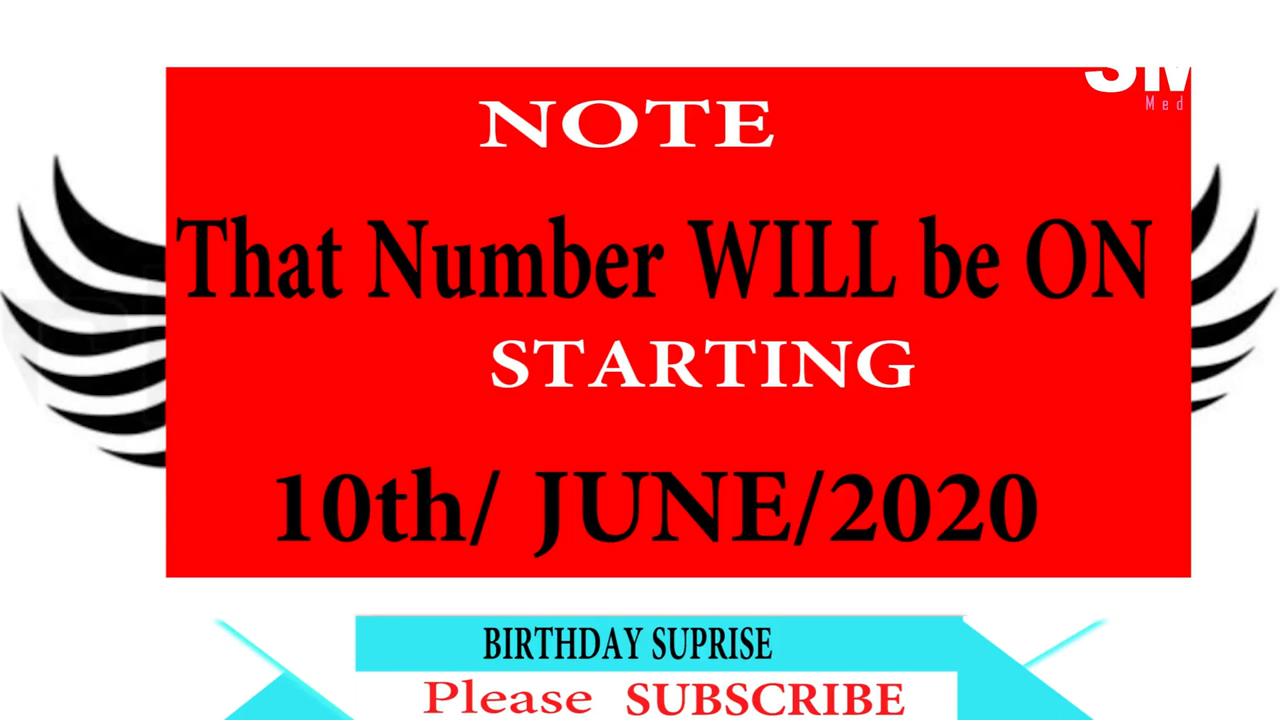 NOTE
That Number WILL be ON
STARTING
10th/ JUNE/2020
BIRTHDAY SUPRISE
Please SUBSCRIBE